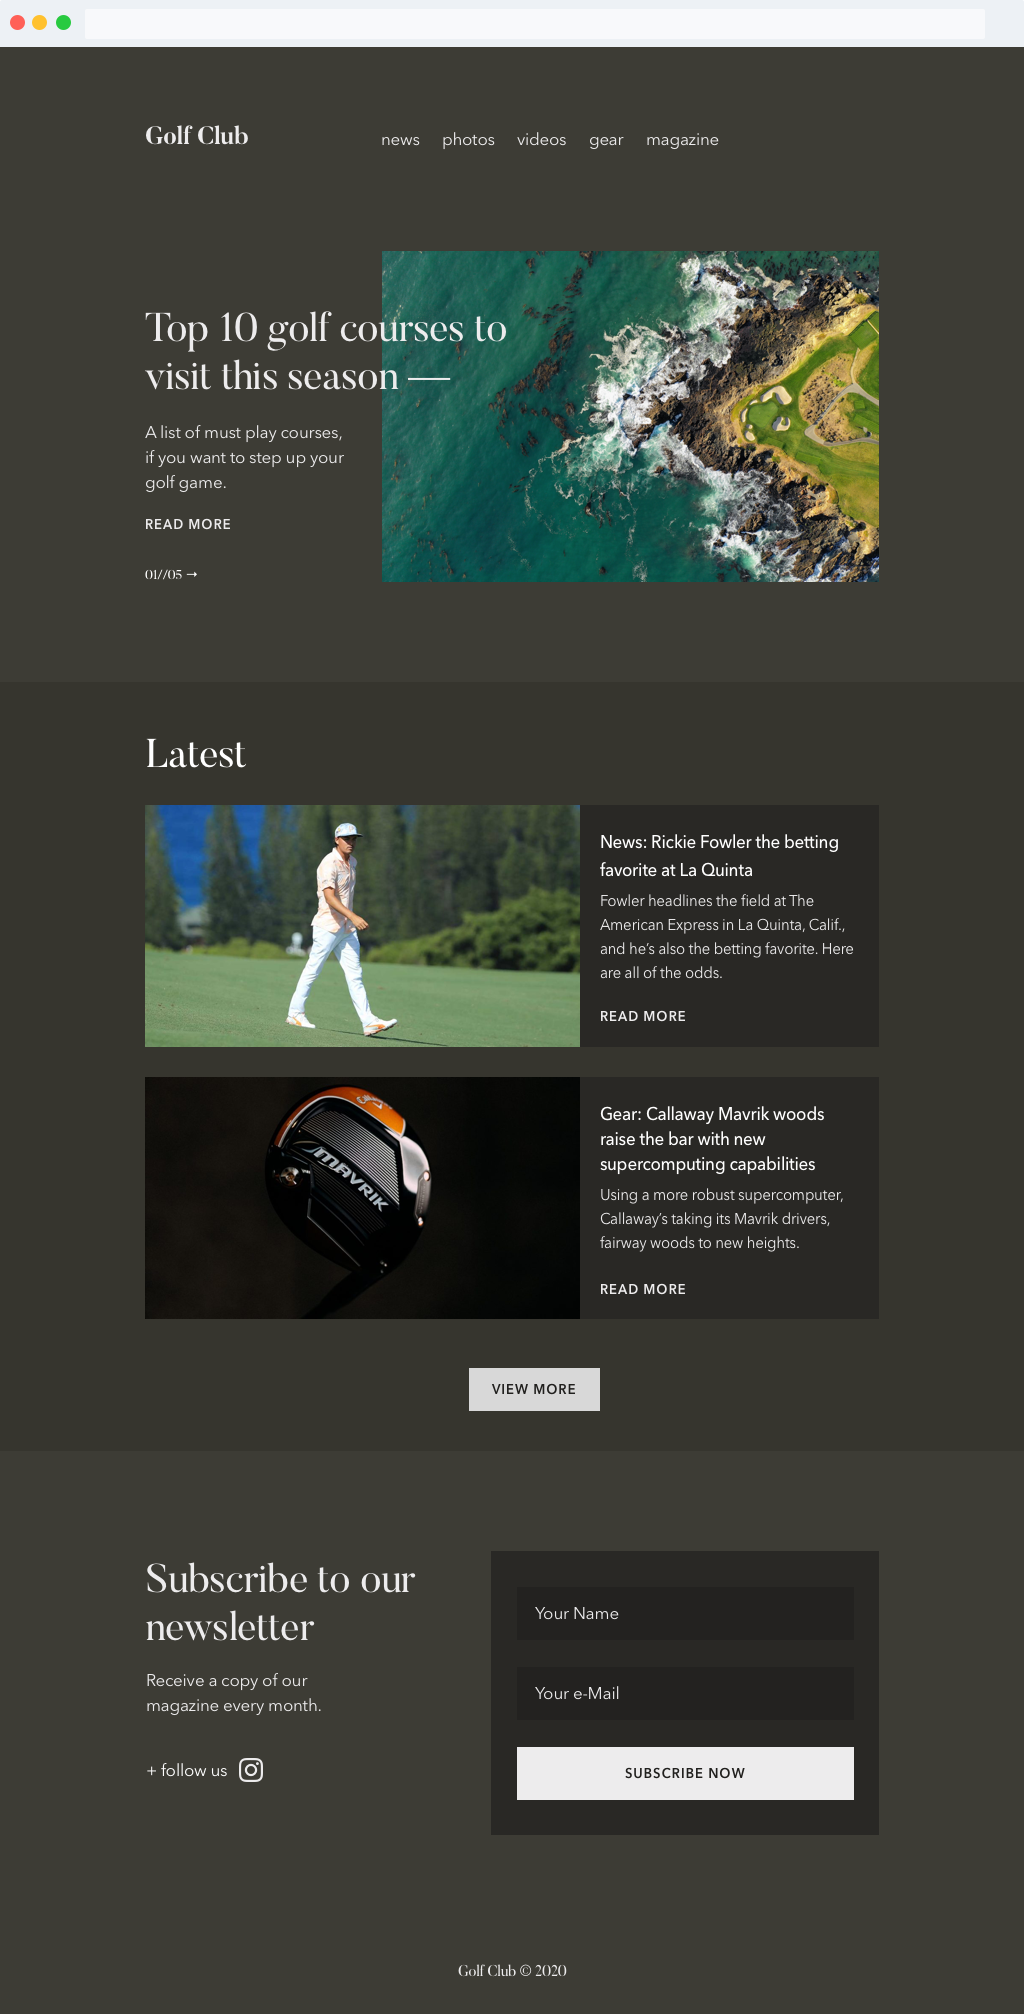 Golf Club
news photos videos gear magazine
Top 10 golf courses to
visit this season —
A list of must play courses,
if you want to step up your
golf game.
READ MORE
01//05 →
Latest
News: Rickie Fowler the betting
favorite at La Quinta
Fowler headlines the field at The
American Express in La Quinta, Calif.,
and he’s also the betting favorite. Here
are all of the odds.
READ MORE
MAVRIK
Gear: Callaway Mavrik woods
raise the bar with new
supercomputing capabilities
Using a more robust supercomputer,
Callaway’s taking its Mavrik drivers,
fairway woods to new heights.
READ MORE
VIEW MORE
Subscribe to our
newsletter
Receive a copy of our
magazine every month.
+ follow us
Your Name
Your e-Mail
SUBSCRIBE NOW
Golf Club © 2020